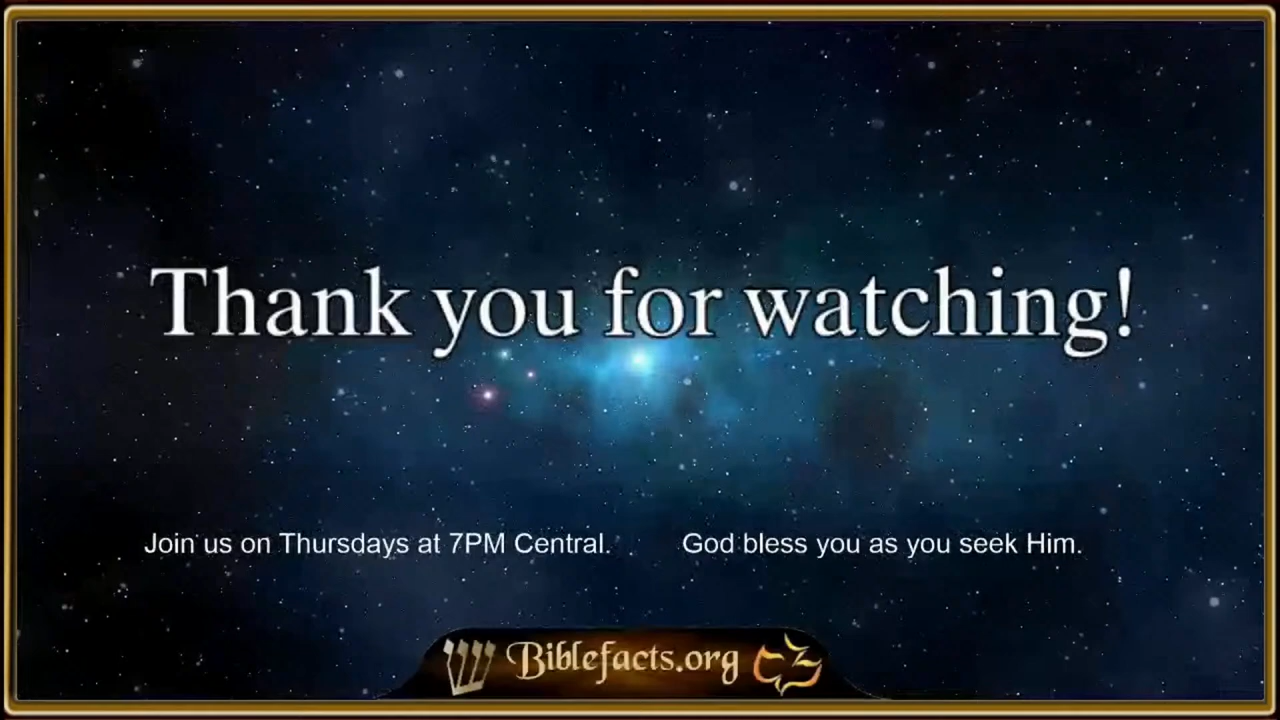 Thank you for watching!
Join us on Thursdays at 7PM Central. God bless you as you seek Him.
Biblefacts.org